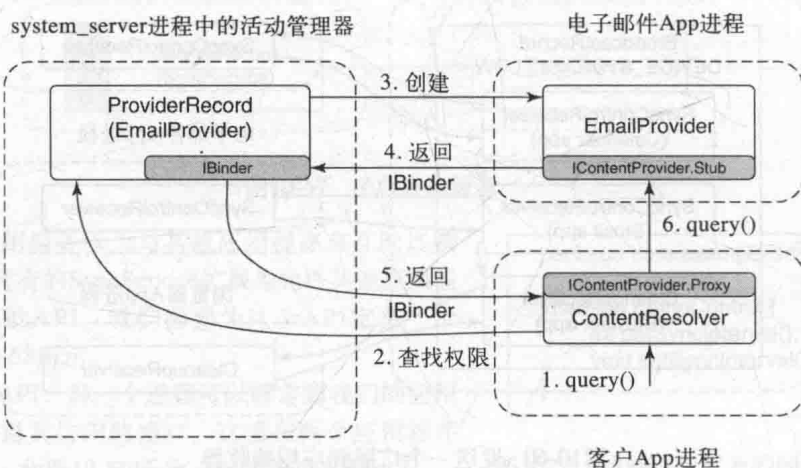 system_server进程中的活动管理器
电子邮件App进程
ProviderRecord
(EmailProvider)
IBinder
3. 创建
4. 返回
IBinder
EmailProvider
IContentProvider.Stub
6. query()
5. 返回
IBinder
2. 查找权限
IContentProvider.Proxy
ContentResolver
1. query()
客户App进程